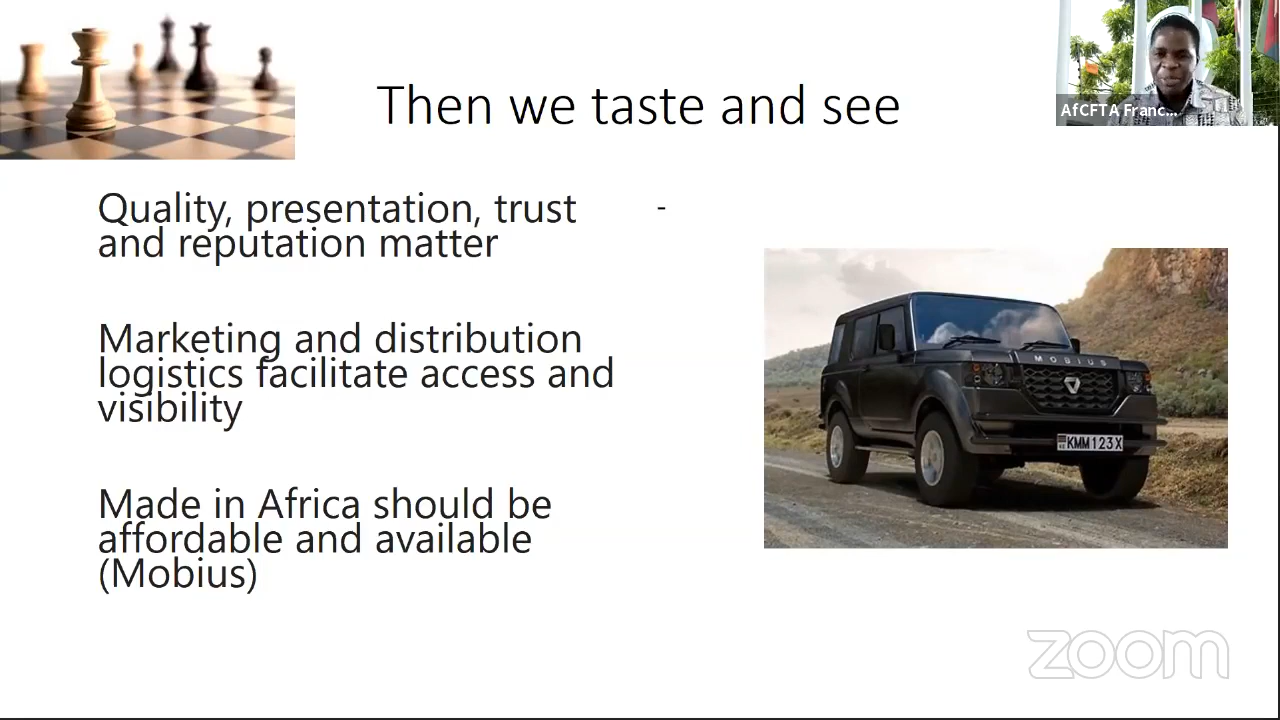 Then we taste and see
AfCFTA Franc...
Quality, presentation, trust
and reputation matter
-
Marketing and distribution
logistics facilitate access and
visibility
Made in Africa should be
affordable and available
(Mobius)
MOBIUS
KMM123X
zoom